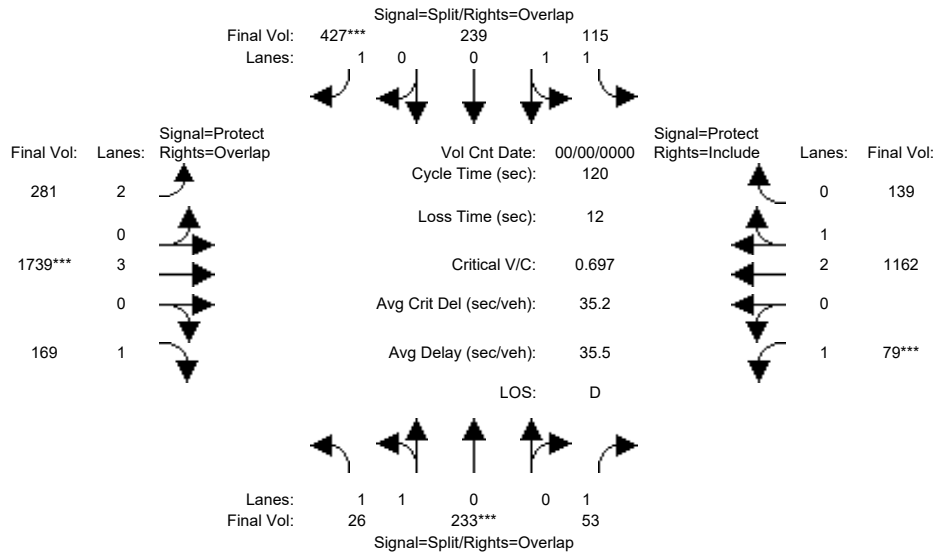 Signal=Split/Rights=Overlap
Final Vol: 427*** 239 115
Lanes: 1 0 0 1 1
Signal=Protect Signal=Protect
Final Vol: Lanes: Rights=Overlap Vol Cnt Date: 00/00/0000 Rights=Include Lanes: Final Vol:
Cycle Time (sec): 120
281 2 0 139
Loss Time (sec): 12
0 1
1739*** 3 Critical V/C: 0.697 2 1162
0 Avg Crit Del (sec/veh): 35.2 0
169 1 Avg Delay (sec/veh): 35.5 1 79***
LOS: D
Lanes: 1 1 0 0 1
Final Vol: 26 233*** 53
Signal=Split/Rights=Overlap